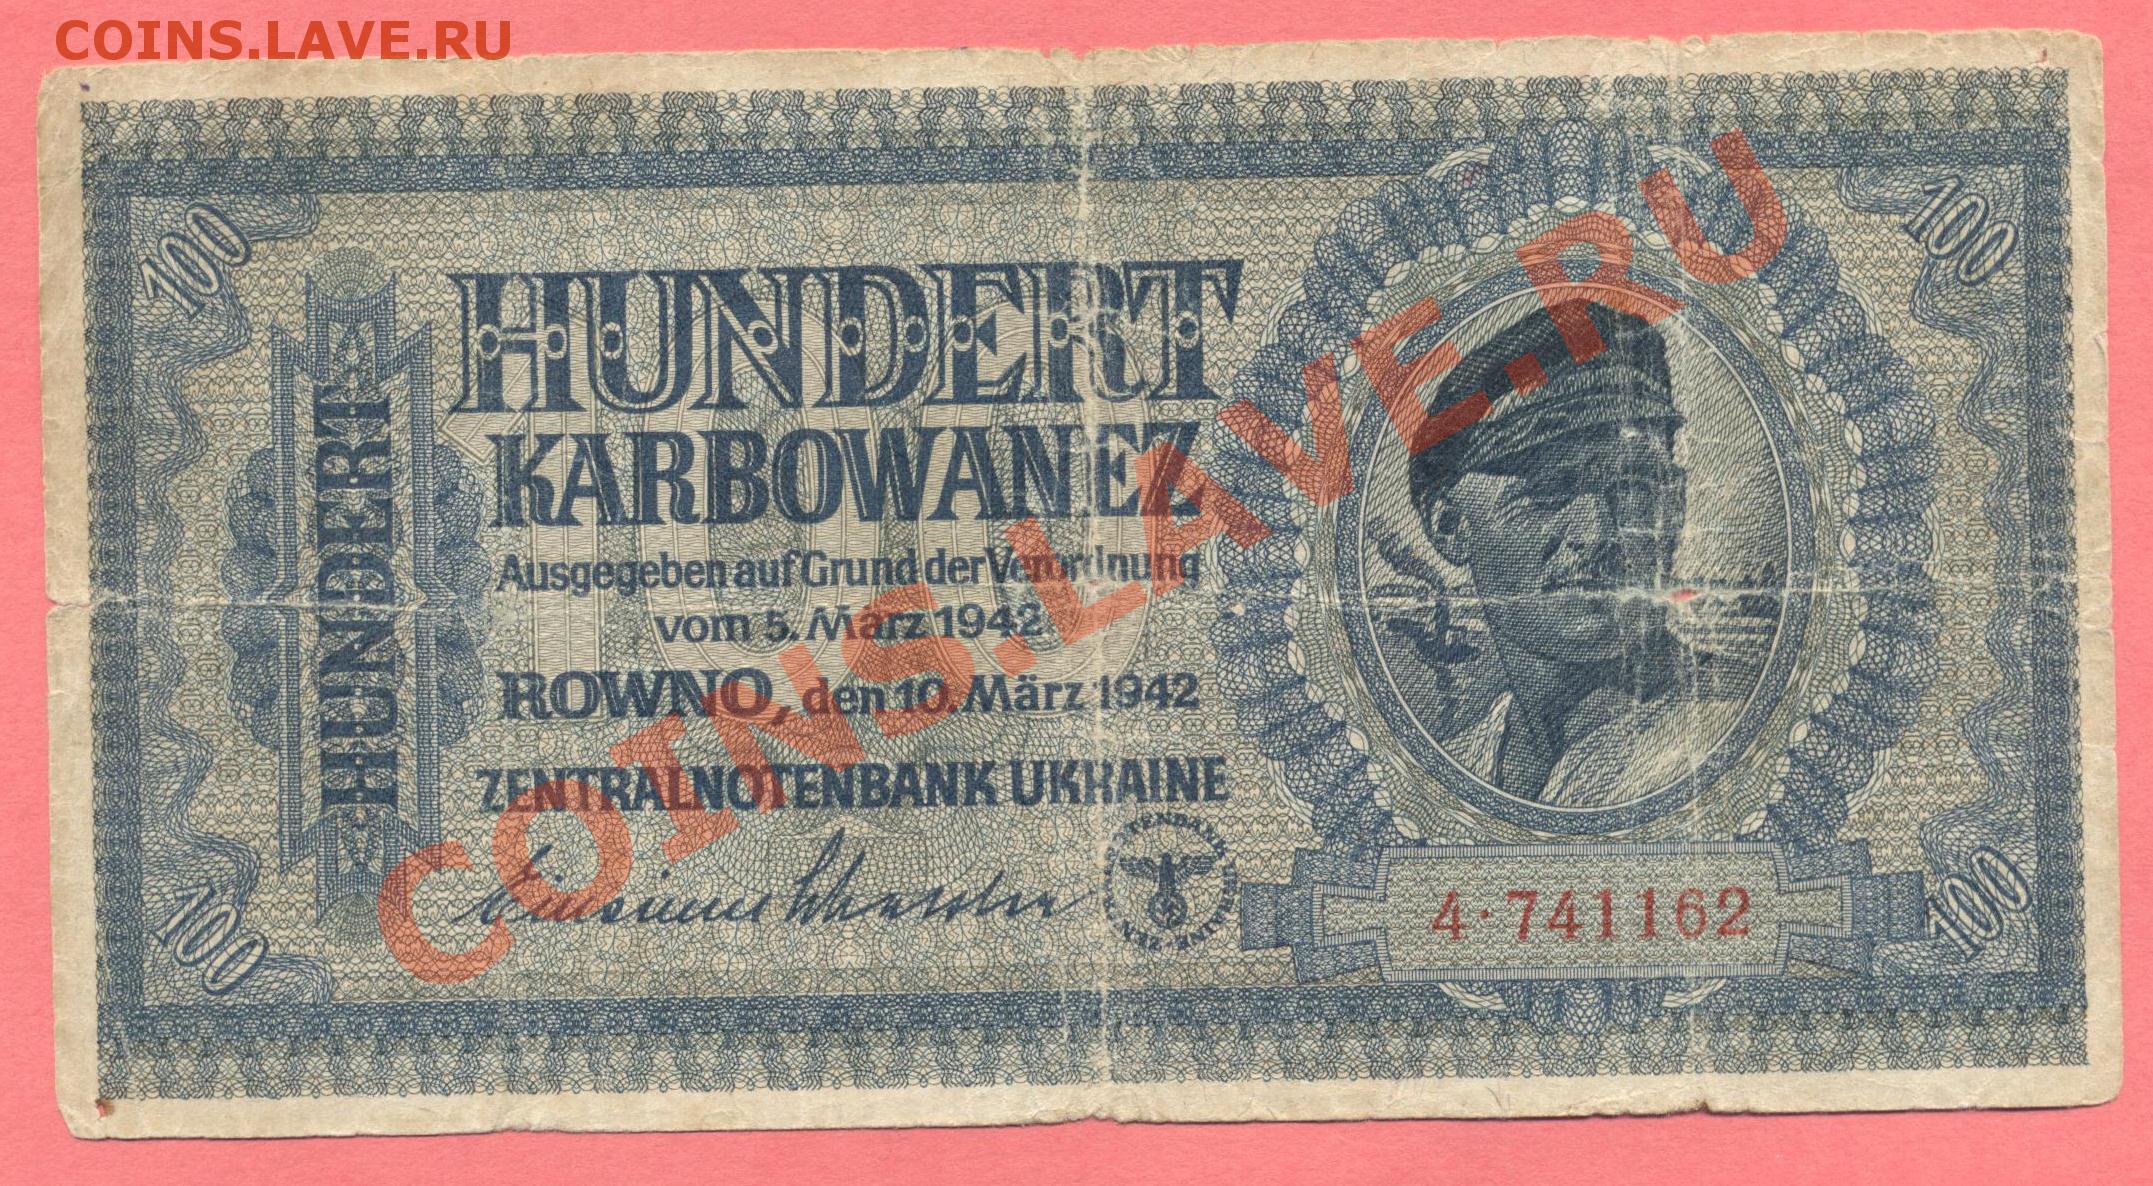 COINS.LAVE.RU
100
100
HUNDERT
HUNDERT
KARBOWANEZ
Ausgegeben auf Grund der Verordnung
vom 5. März 1942
ROWNO, den 10. März 1942
ZENTRALNOTENBANK UKRAINE
4·741162
100
100
COINS.LAVE.RU